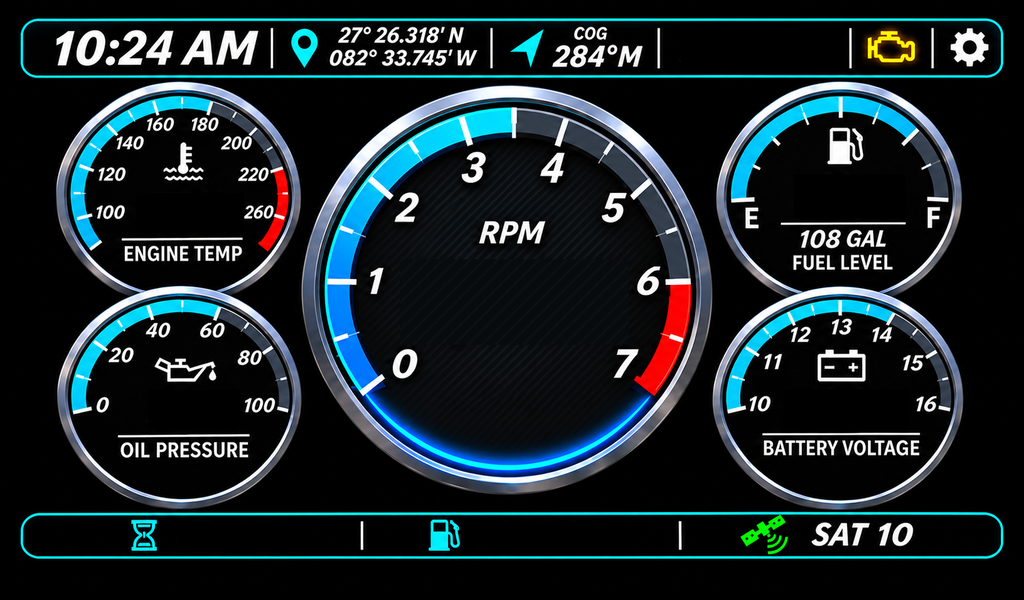 10:24 AM
27° 26.318' N
082° 33.745' W
COG
284°M
100
120
140
160
180
200
220
260
ENGINE TEMP
0
20
40
60
80
100
OIL PRESSURE
0
1
2
3
4
5
6
7
RPM
E
F
108 GAL
FUEL LEVEL
10
11
12
13
14
15
16
BATTERY VOLTAGE
SAT 10